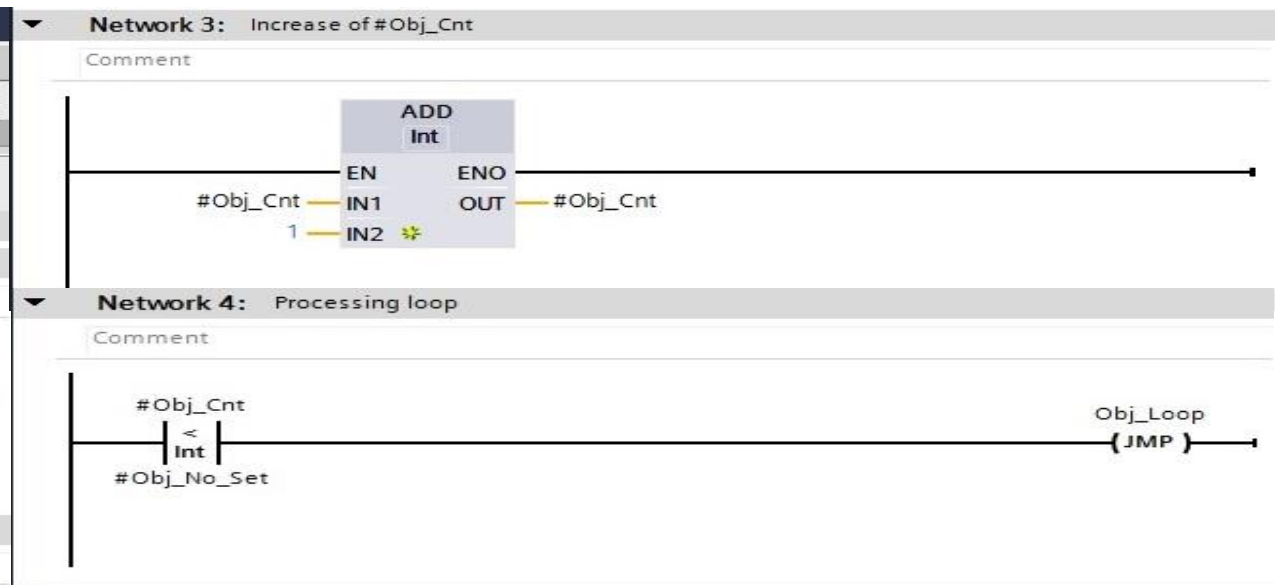 Network 3: Increase of #Obj_Cnt
Comment
ADD
Int
EN ENO
#Obj_Cnt IN1 OUT #Obj_Cnt
1 IN2
Network 4: Processing loop
Comment
#Obj_Cnt
Obj_Loop
<
Int
JMP
#Obj_No_Set